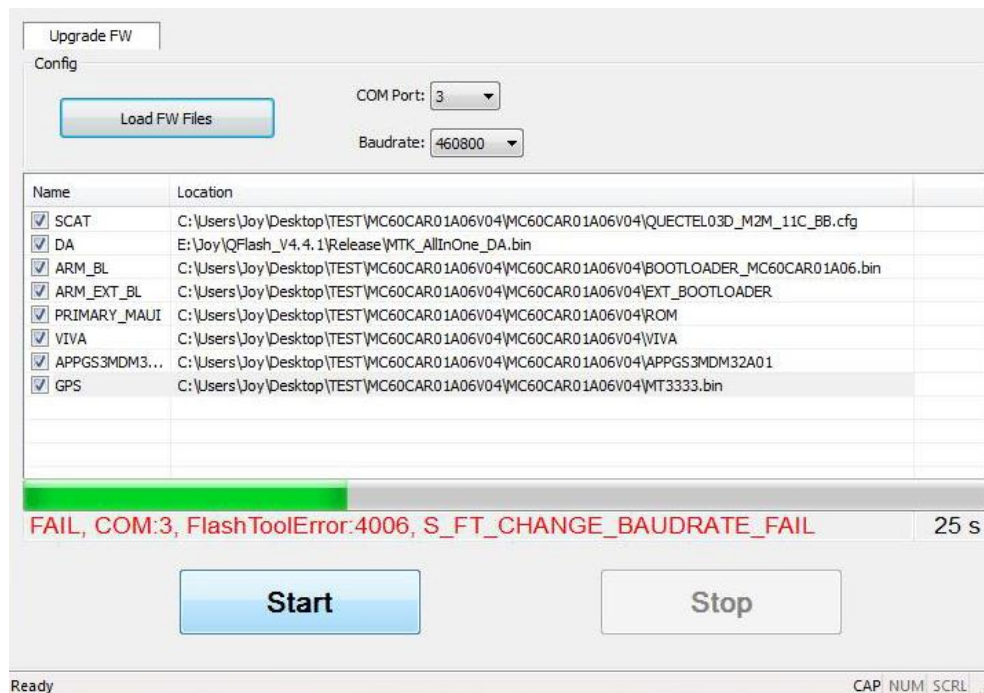 Upgrade FW
Config
Load FW Files
COM Port: 3
Baudrate: 460800
Name Location
SCAT C:\Users\Joy\Desktop\TEST\MC60CAR01A06V04\MC60CAR01A06V04\QUECTEL03D_M2M_11C_BB.cfg
DA E:\Joy\QFlash_V4.4.1\Release\MTK_AllInOne_DA.bin
ARM_BL C:\Users\Joy\Desktop\TEST\MC60CAR01A06V04\MC60CAR01A06V04\BOOTLOADER_MC60CAR01A06.bin
ARM_EXT_BL C:\Users\Joy\Desktop\TEST\MC60CAR01A06V04\MC60CAR01A06V04\EXT_BOOTLOADER
PRIMARY_MAUI C:\Users\Joy\Desktop\TEST\MC60CAR01A06V04\MC60CAR01A06V04\ROM
VIVA C:\Users\Joy\Desktop\TEST\MC60CAR01A06V04\MC60CAR01A06V04\VIVA
APPGS3MDM3... C:\Users\Joy\Desktop\TEST\MC60CAR01A06V04\MC60CAR01A06V04\APPGS3MDM32A01
GPS C:\Users\Joy\Desktop\TEST\MC60CAR01A06V04\MC60CAR01A06V04\MT3333.bin
FAIL, COM:3, FlashToolError:4006, S_FT_CHANGE_BAUDRATE_FAIL 25 s
Start Stop
Ready CAP NUM SCRL